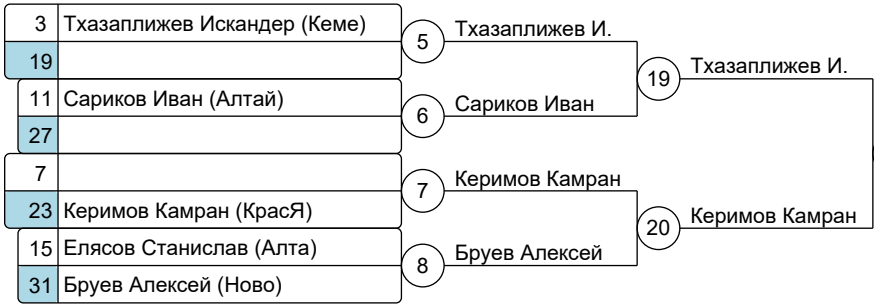 3 Тхазаплижев Искандер (Кеме)
19
5 Тхазаплижев И.
11 Сариков Иван (Алтай)
27
6 Сариков Иван
19 Тхазаплижев И.
7
23 Керимов Камран (КрасЯ)
7 Керимов Камран
15 Елясов Станислав (Алта)
31 Бруев Алексей (Ново)
8 Бруев Алексей
20 Керимов Камран